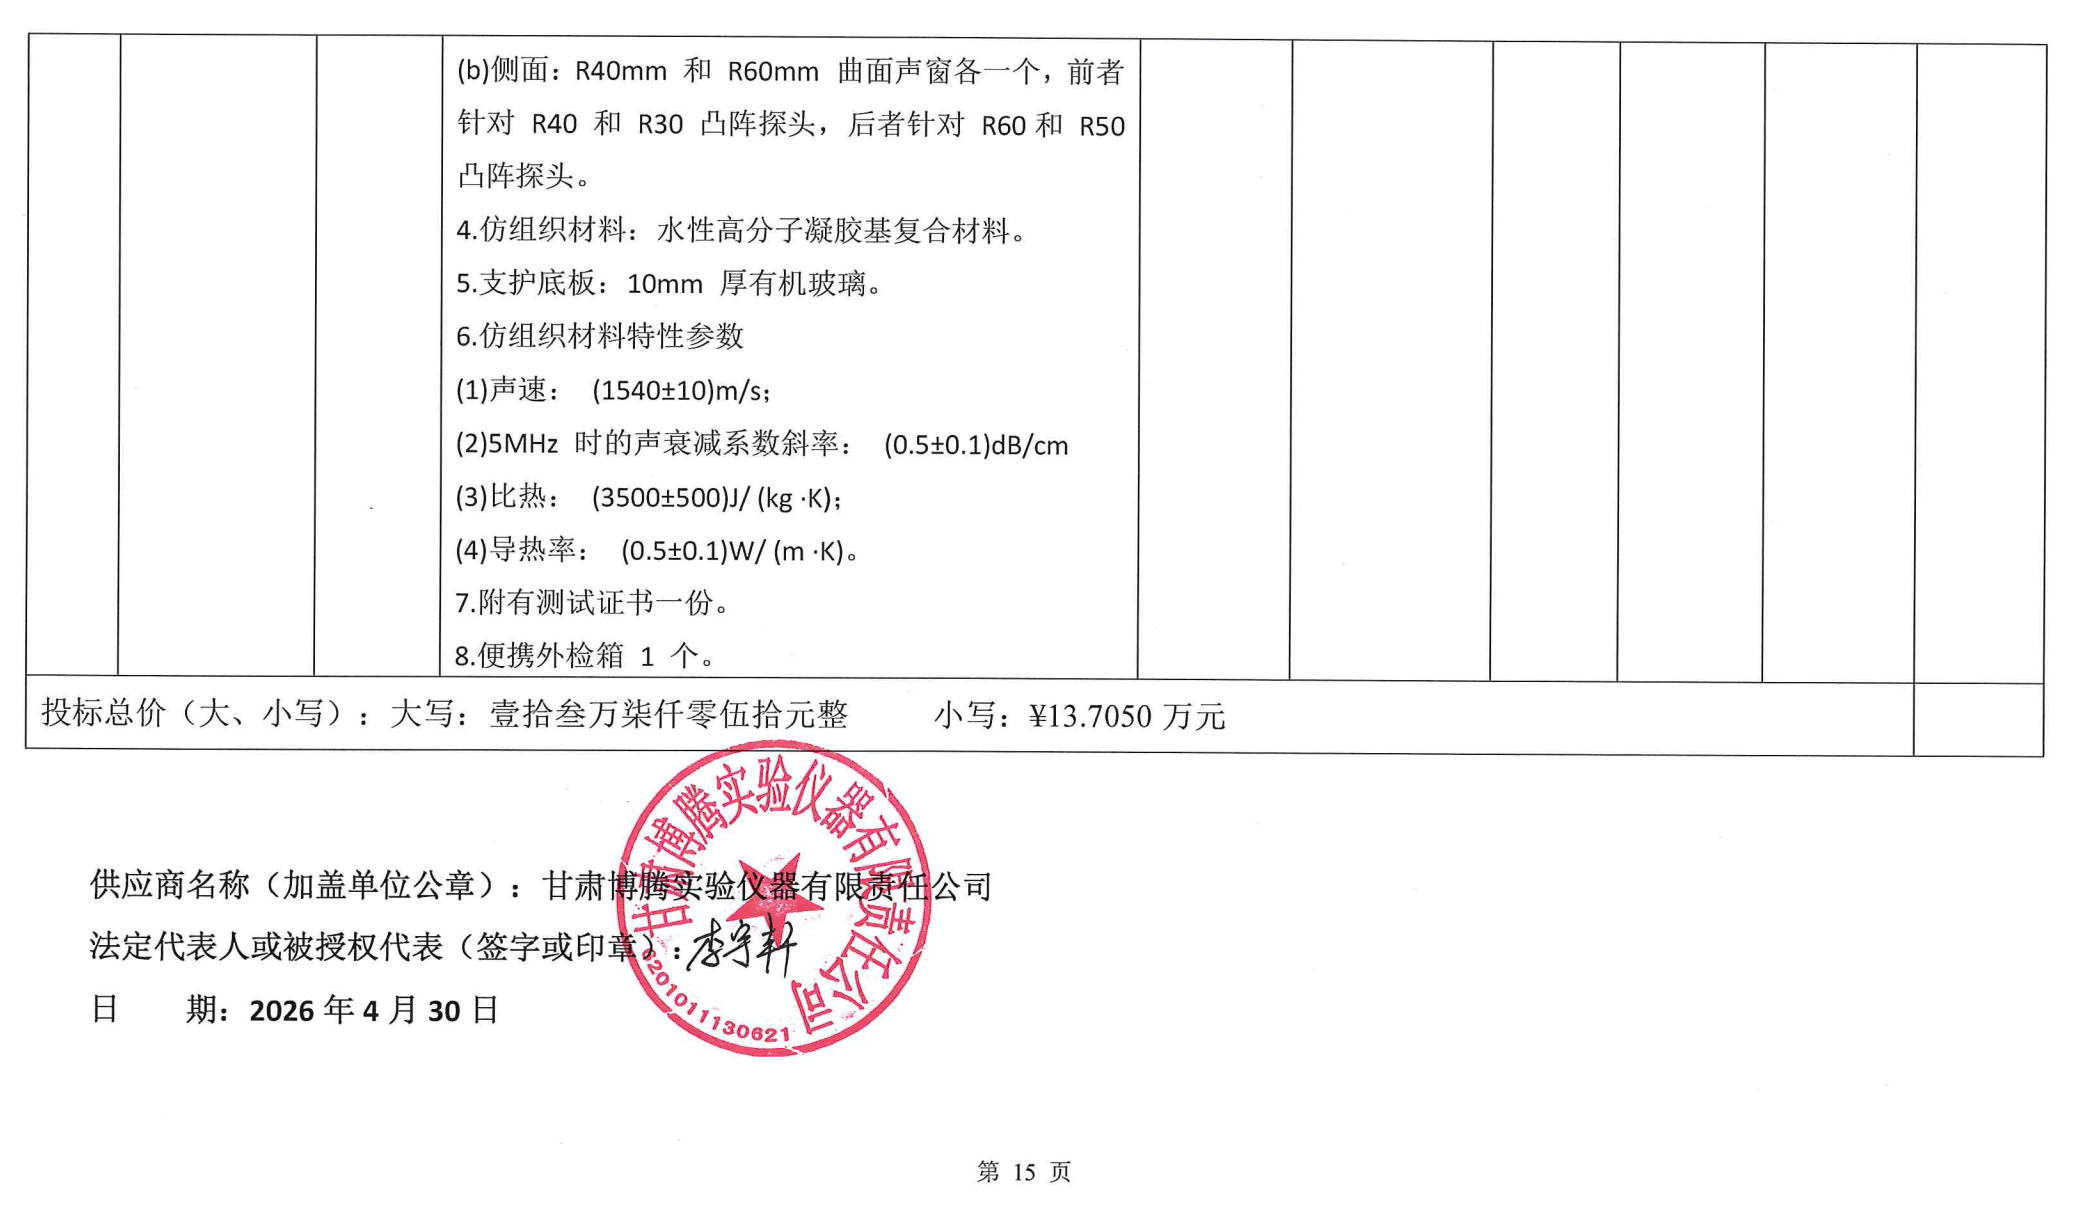 (b)侧面：R40mm 和 R60mm 曲面声窗各一个，前者
针对 R40 和 R30 凸阵探头，后者针对 R60 和 R50
凸阵探头。
4.仿组织材料：水性高分子凝胶基复合材料。
5.支护底板：10mm 厚有机玻璃。
6.仿组织材料特性参数
(1)声速： (1540±10)m/s；
(2)5MHz 时的声衰减系数斜率： (0.5±0.1)dB/cm
(3)比热： (3500±500)J/ (kg ·K)；
(4)导热率： (0.5±0.1)W/ (m ·K)。
7.附有测试证书一份。
8.便携外检箱 1 个。
投标总价（大、小写）：大写：壹拾叁万柒仟零伍拾元整 小写：¥13.7050 万元
供应商名称（加盖单位公章）：甘肃博腾实验仪器有限责任公司
法定代表人或被授权代表（签字或印章）：李宇轩
日 期：2026 年 4 月 30 日
甘肃博腾实验仪器有限责任公司
6201011130621
第 15 页